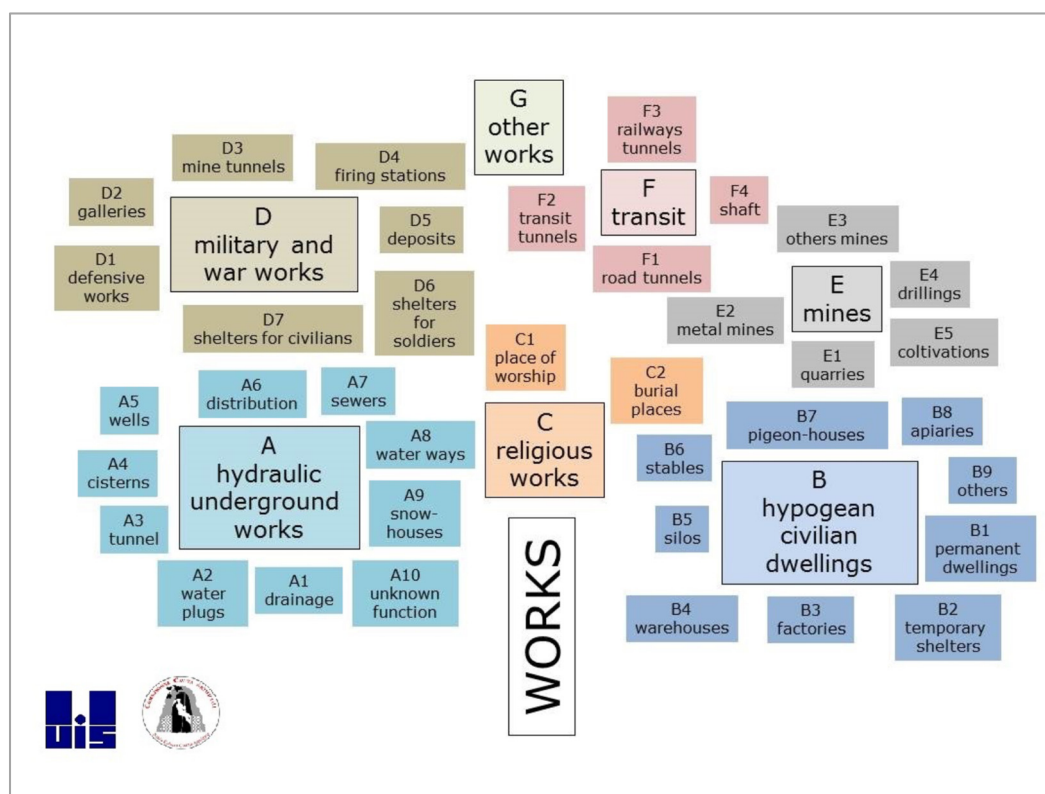 G
other
works
F3
railways
tunnels
D3
mine tunnels
D4
firing stations
F
transit
F4
shaft
D2
galleries
F2
transit
tunnels
D
military and
war works
D5
deposits
E3
others mines
D1
defensive
works
F1
road tunnels
E
mines
E4
drillings
D6
shelters
for
soldiers
E2
metal mines
D7
shelters for civilians
E5
coltivations
C1
place of
worship
E1
quarries
C2
burial
places
A6
distribution
A7
sewers
A5
wells
B7
pigeon-houses
B8
apiaries
A
hydraulic
underground
works
A8
water ways
C
religious
works
B6
stables
A4
cisterns
B
hypogean
civilian
dwellings
B9
others
A9
snow-
houses
A3
tunnel
B5
silos
B1
permanent
dwellings
A2
water
plugs
A1
drainage
A10
unknown
function
B4
warehouses
B3
factories
B2
temporary
shelters
WORKS
uis